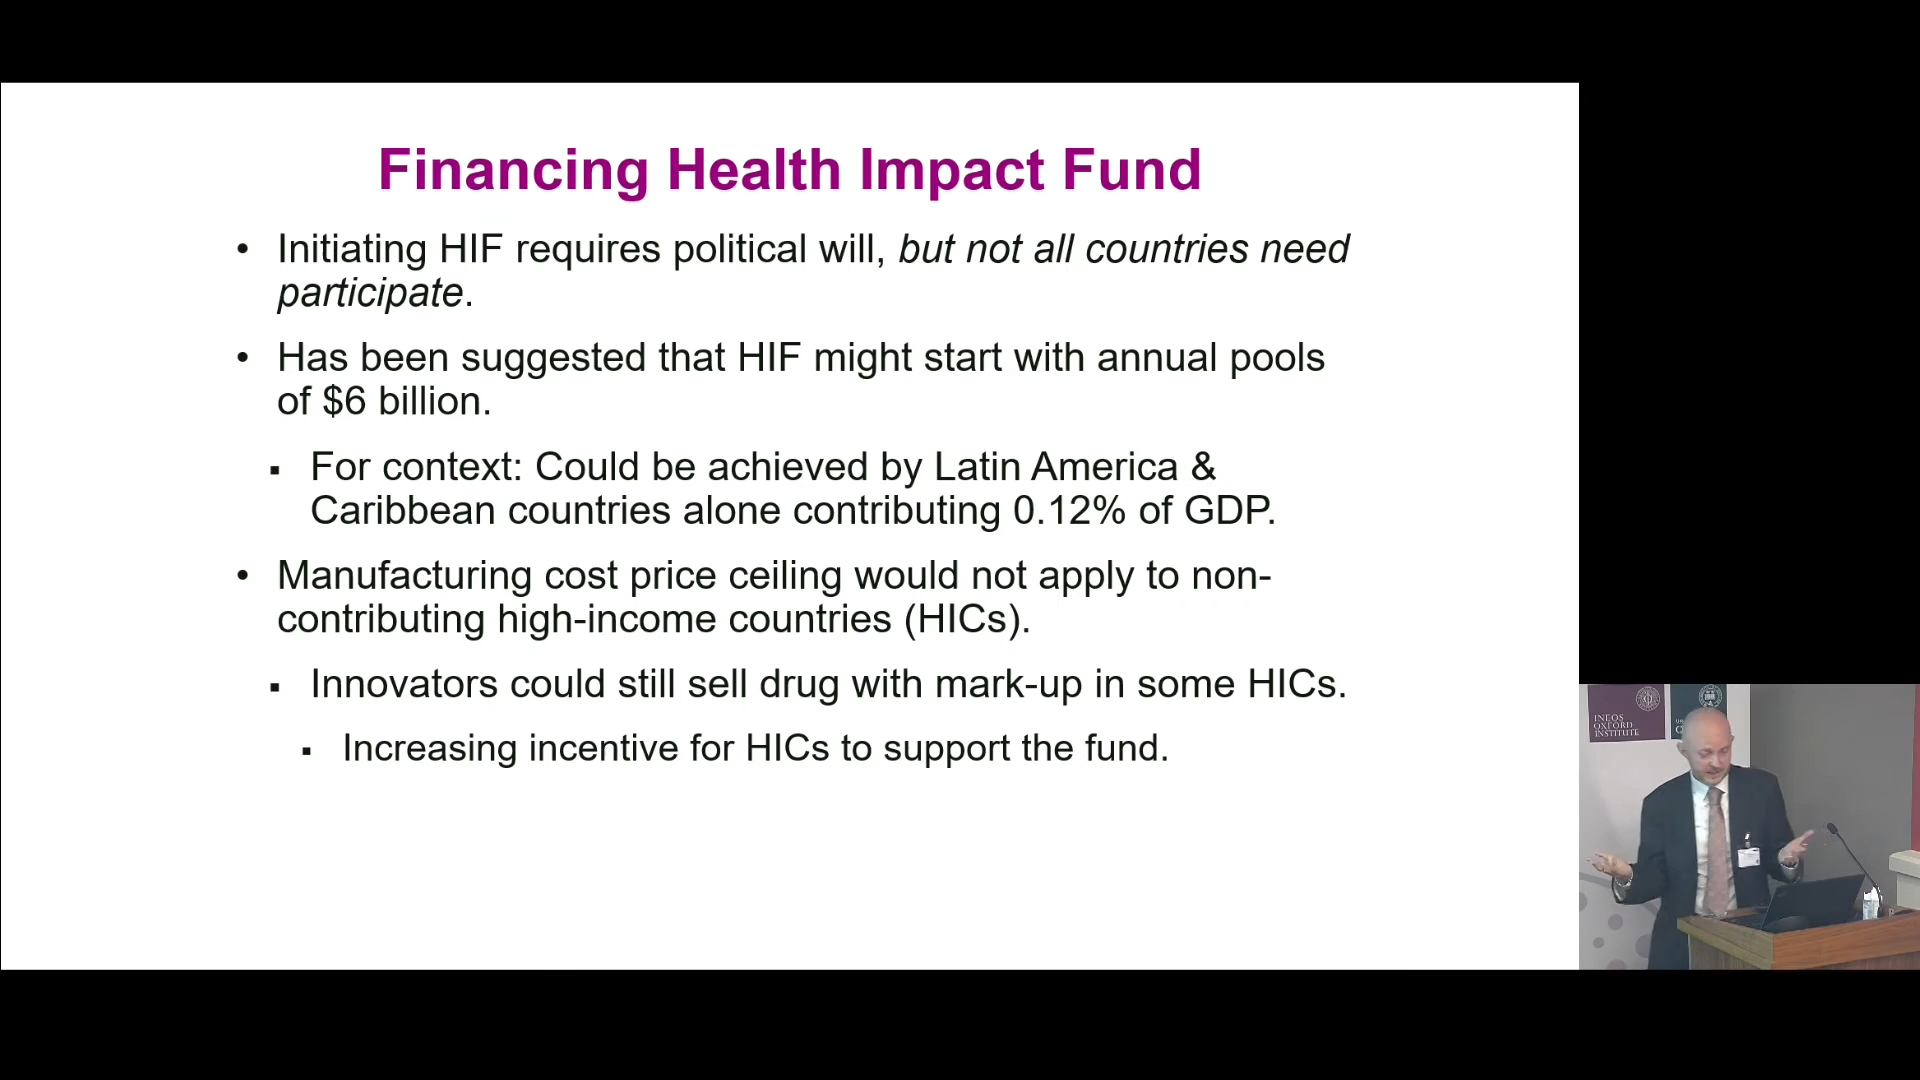 Financing Health Impact Fund
• Initiating HIF requires political will, but not all countries need
participate.
• Has been suggested that HIF might start with annual pools
of $6 billion.
▪ For context: Could be achieved by Latin America &
Caribbean countries alone contributing 0.12% of GDP.
• Manufacturing cost price ceiling would not apply to non-
contributing high-income countries (HICs).
▪ Innovators could still sell drug with mark-up in some HICs.
▪ Increasing incentive for HICs to support the fund.
INEOS
OXFORD
INSTITUTE